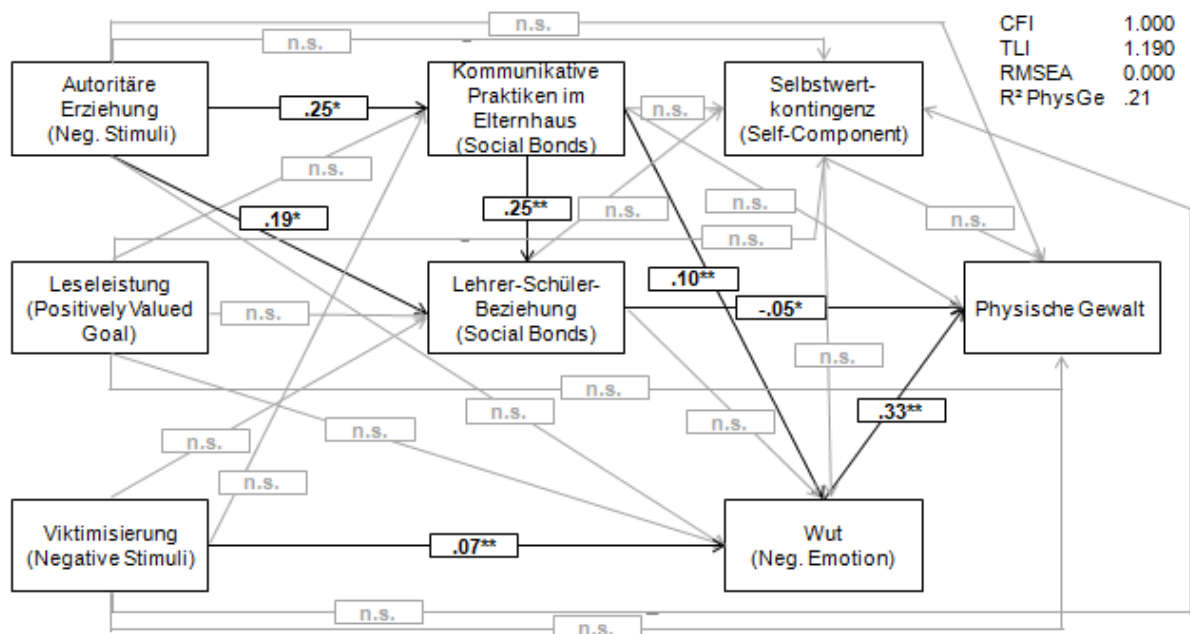 CFI 1.000
TLI 1.190
RMSEA 0.000
R² PhysGe .21
n.s.
n.s.
Autoritäre
Erziehung
(Neg. Stimuli)
.25*
Kommunikative
Praktiken im
Elternhaus
(Social Bonds)
n.s.
Selbstwert-
kontingenz
(Self-Component)
n.s.
n.s.
n.s.
n.s.
.19*
.25**
n.s.
Leseleistung
(Positively Valued
Goal)
n.s.
Lehrer-Schüler-
Beziehung
(Social Bonds)
.10**
-.05*
Physische Gewalt
n.s.
n.s.
n.s.
n.s.
n.s.
.33**
n.s.
n.s.
Viktimisierung
(Negative Stimuli)
.07**
Wut
(Neg. Emotion)
n.s.
n.s.